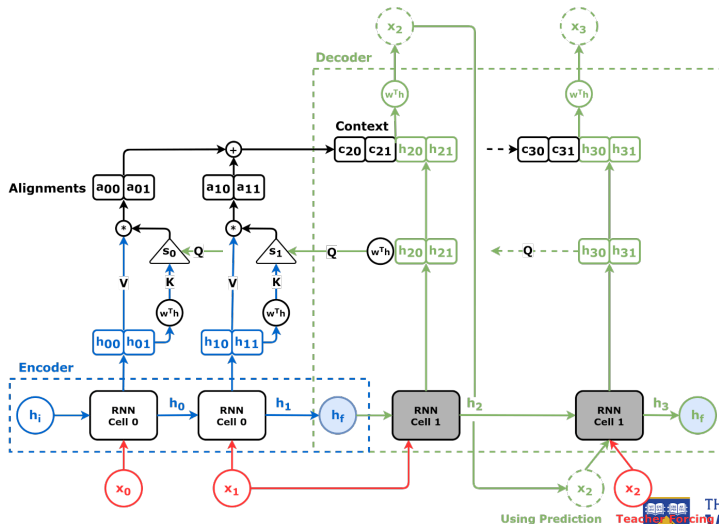 x2
x3
Decoder
wTh
wTh
Context
+
c20 c21 h20 h21
c30 c31 h30 h31
Alignments
a00 a01
a10 a11
*
*
s0
Q
s1
Q
wTh
h20 h21
Q
h30 h31
V
K
V
K
wTh
wTh
h00 h01
h10 h11
Encoder
hi
RNN
Cell 0
h0
RNN
Cell 0
h1
hf
RNN
Cell 1
h2
RNN
Cell 1
h3
hf
x0
x1
x2
x2
Using Prediction
Teacher Forcing
TH